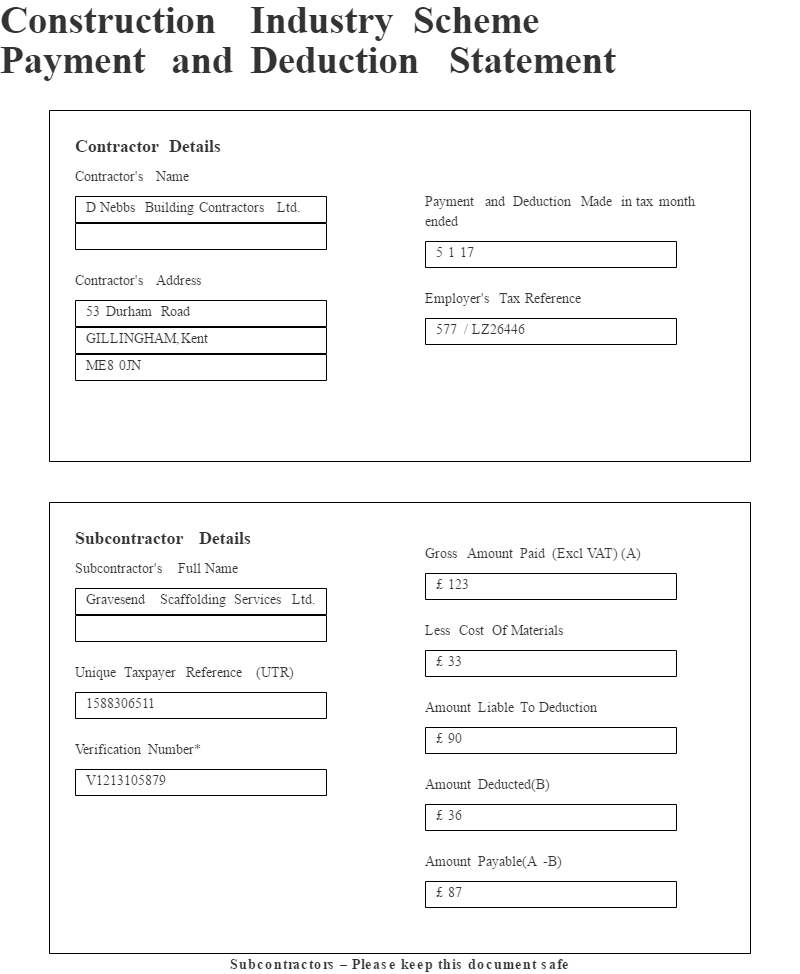 Construction Industry Scheme
Payment and Deduction Statement
Contractor Details
Contractor's Name
D Nebbs Building Contractors Ltd.
Contractor's Address
53 Durham Road
GILLINGHAM, Kent
ME8 0JN
Payment and Deduction Made in tax month
ended
5 1 17
Employer's Tax Reference
577 / LZ26446
Subcontractor Details
Subcontractor's Full Name
Gravesend Scaffolding Services Ltd.
Unique Taxpayer Reference (UTR)
1588306511
Verification Number*
V1213105879
Gross Amount Paid (Excl VAT) (A)
£ 123
Less Cost Of Materials
£ 33
Amount Liable To Deduction
£ 90
Amount Deducted(B)
£ 36
Amount Payable(A -B)
£ 87
Subcontractors – Please keep this document safe